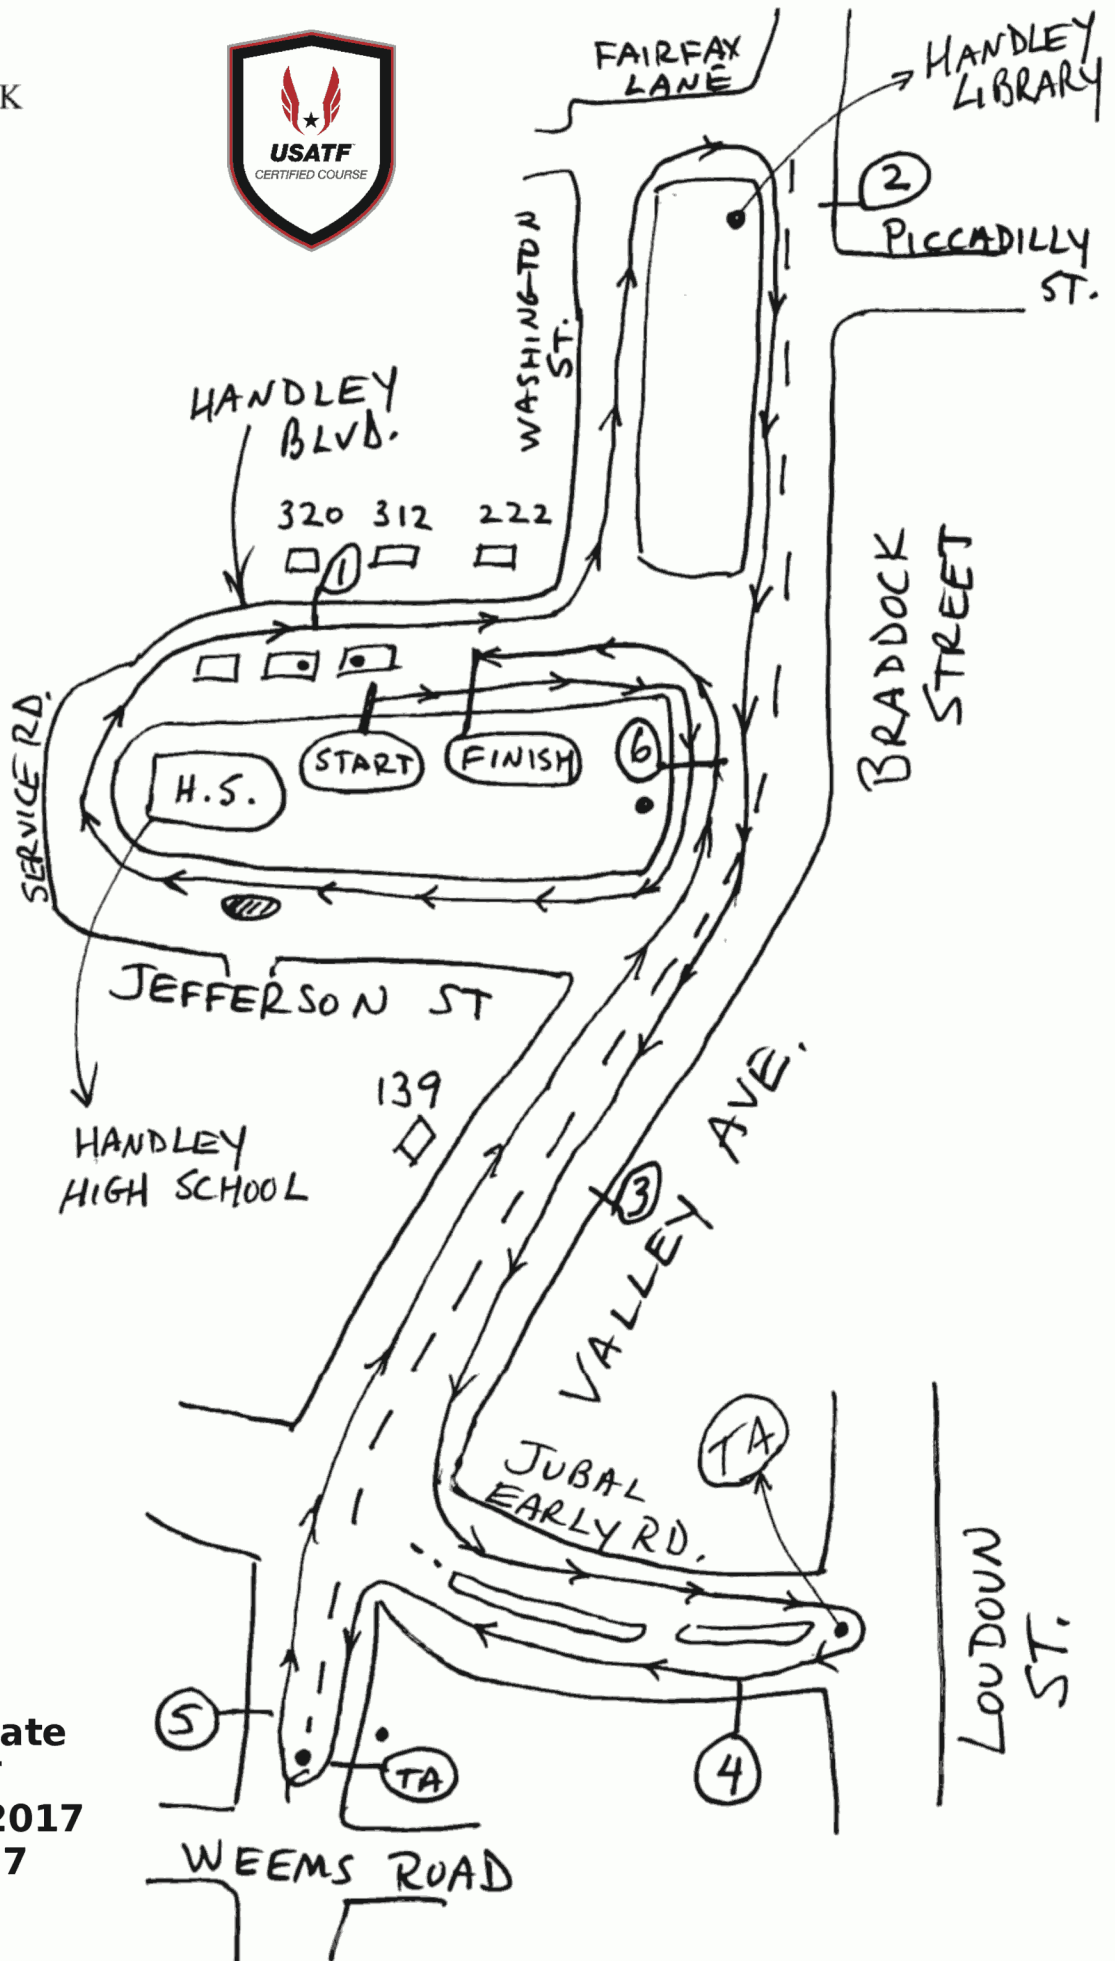 K
USATF
CERTIFIED COURSE
FAIRFAX
LANE
HANDLEY
LIBRARY
2
PICCADILLY
ST.
WASHINGTON
ST.
HANDLEY
BLVD.
320 312 222
1
BRADDOCK
STREET
SERVICE RD.
START
FINISH
6
H.S.
JEFFERSON ST
139
HANDLEY
HIGH SCHOOL
3
VALLEY AVE.
TA
JUBAL
EARLY RD.
LOUDOUN
ST.
5
4
TA
ate
2017
7
WEEMS ROAD